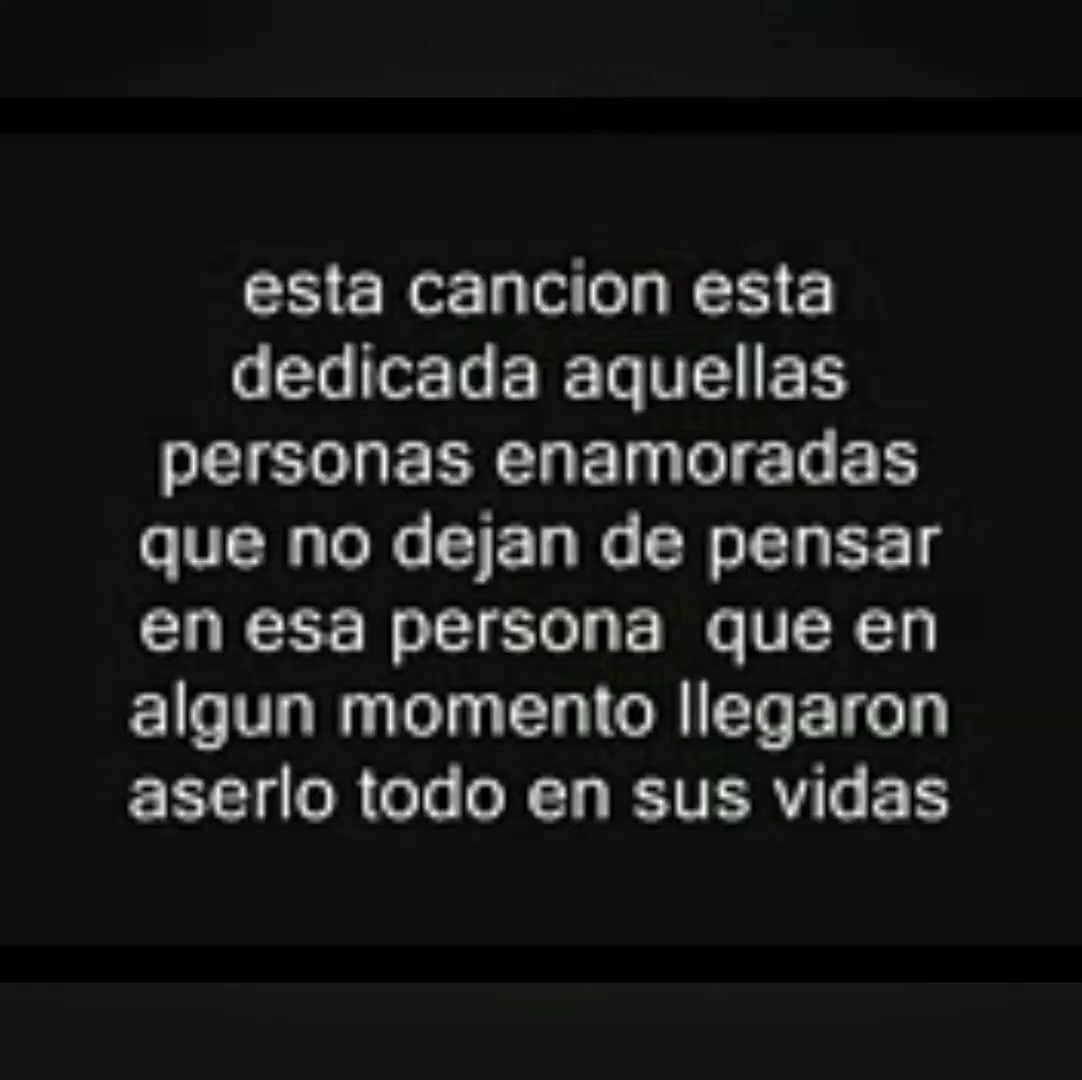 esta cancion esta
dedicada aquellas
personas enamoradas
que no dejan de pensar
en esa persona  que en
algun momento llegaron
aserlo todo en sus vidas